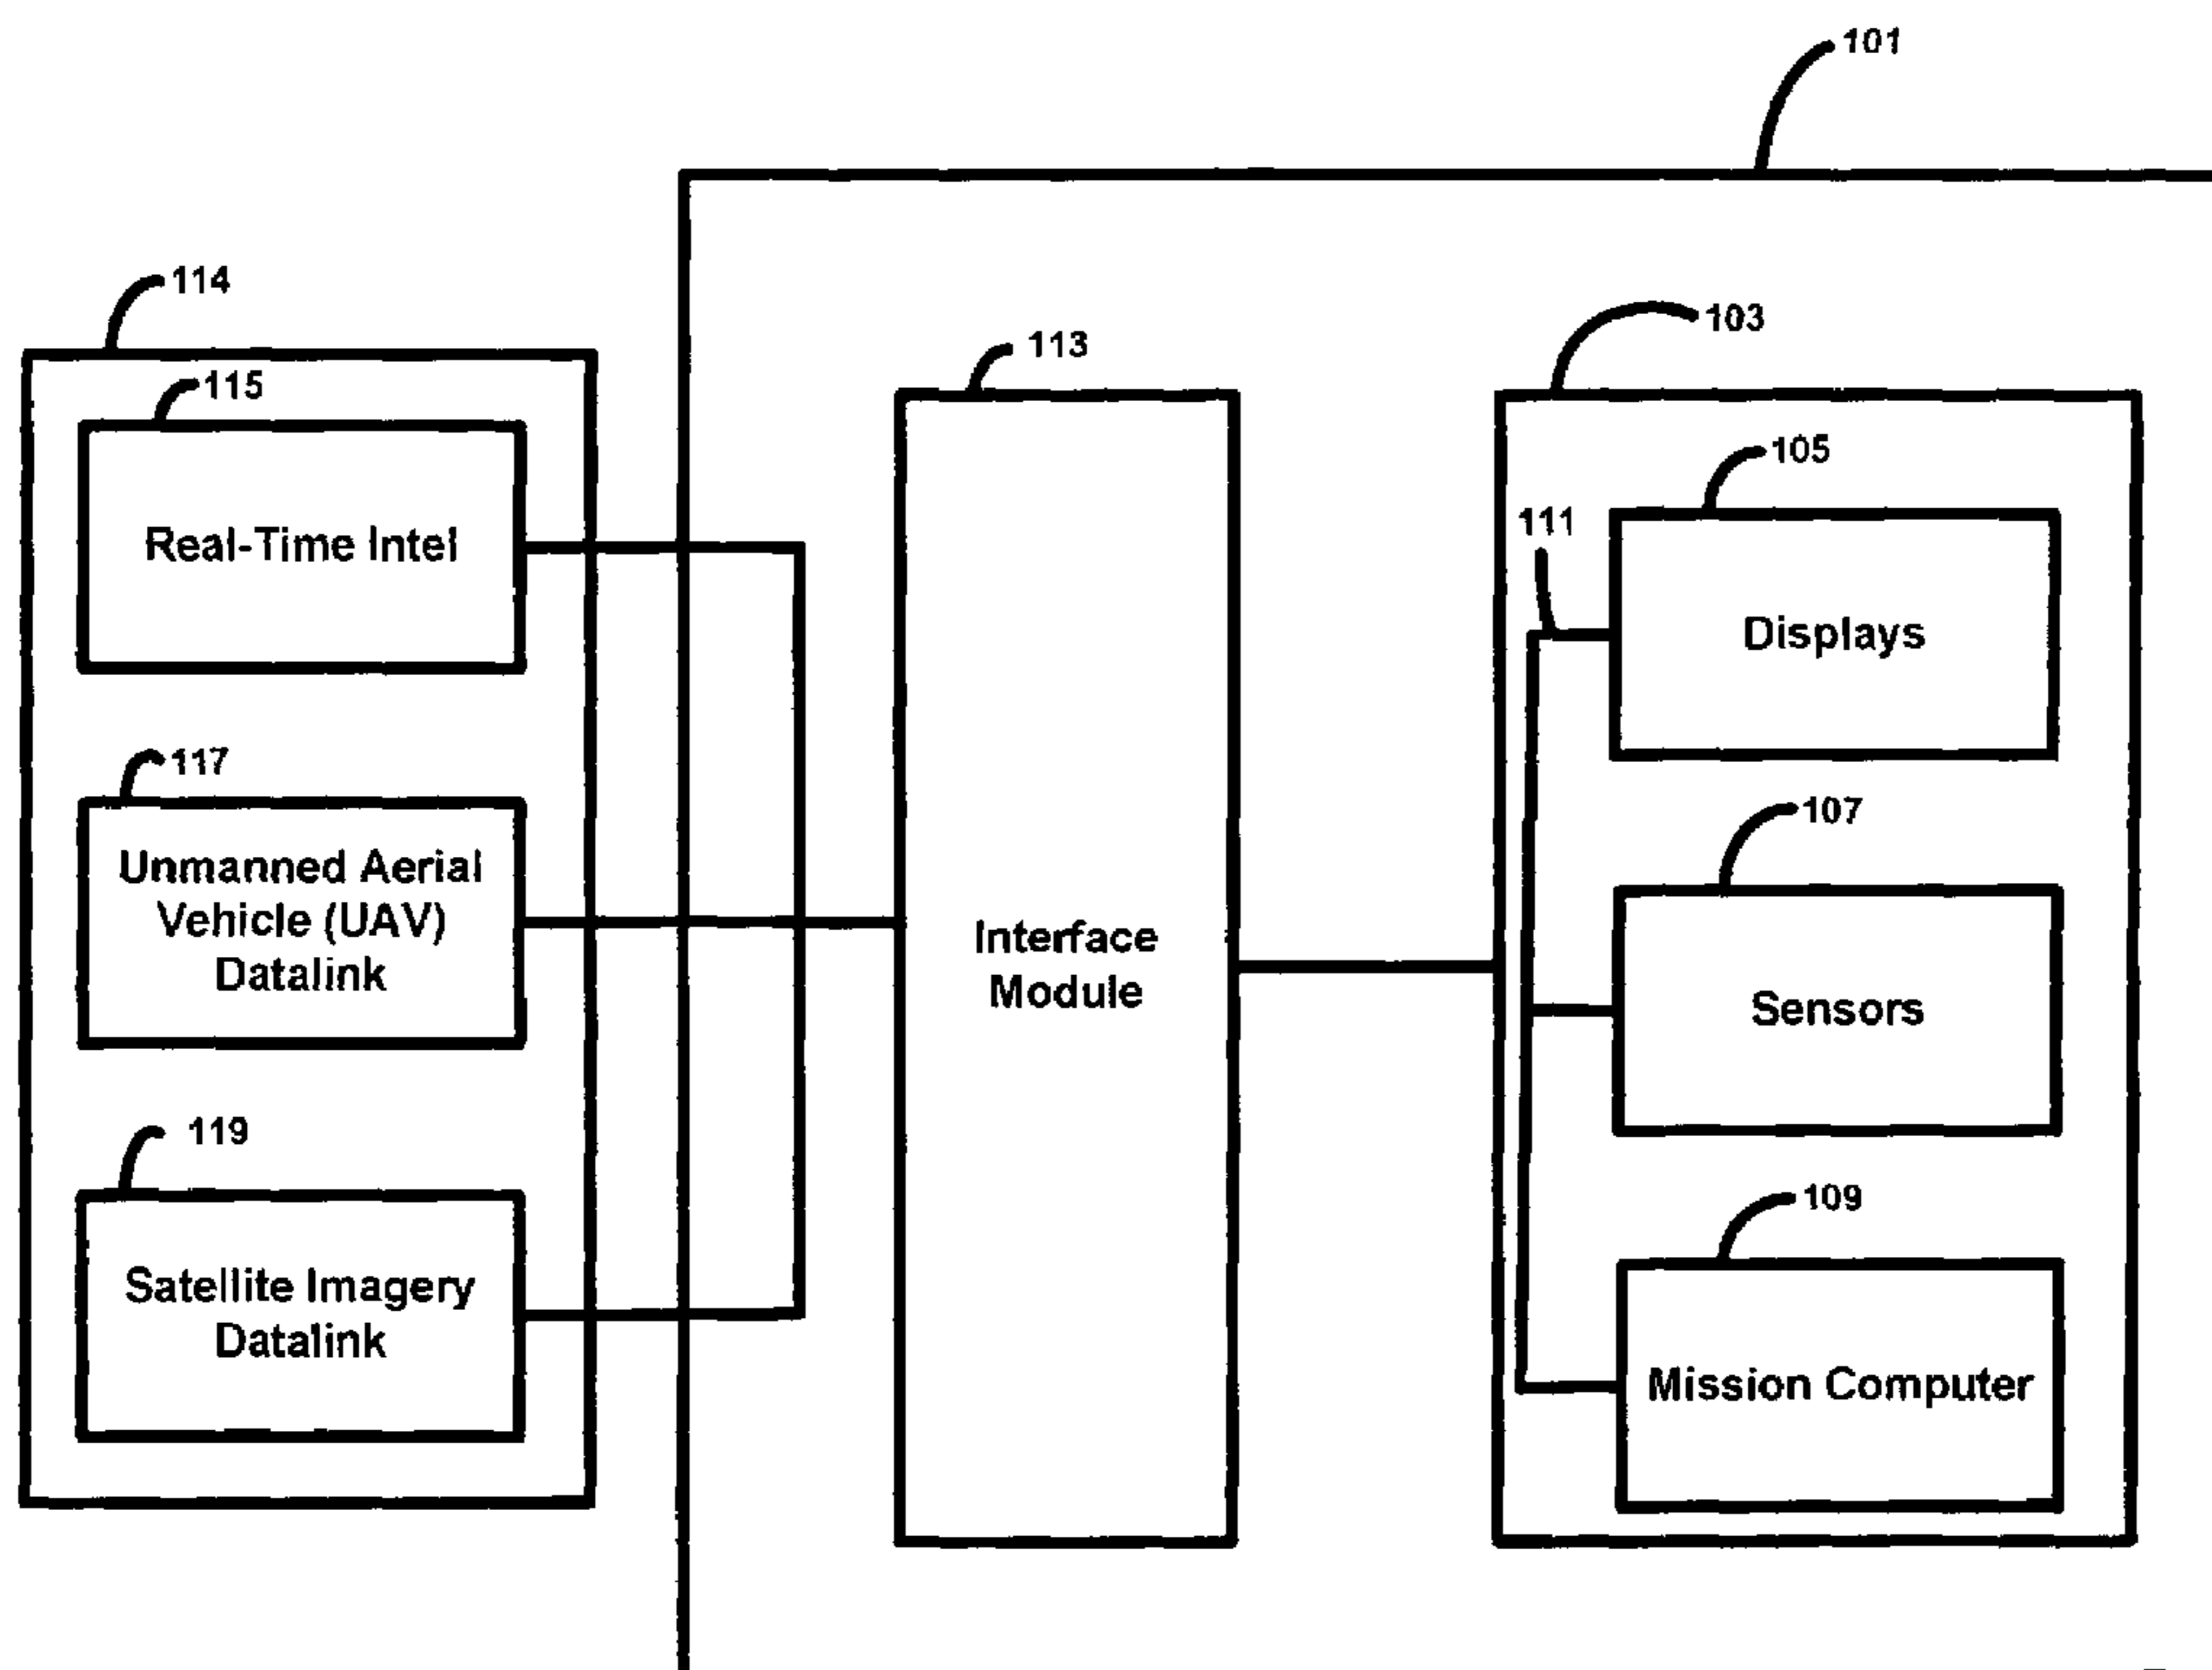 101
114
115
Real-Time Intel
117
Unmanned Aerial
Vehicle (UAV)
Datalink
119
Satellite Imagery
Datalink
113
Interface
Module
103
105
111
Displays
107
Sensors
109
Mission Computer